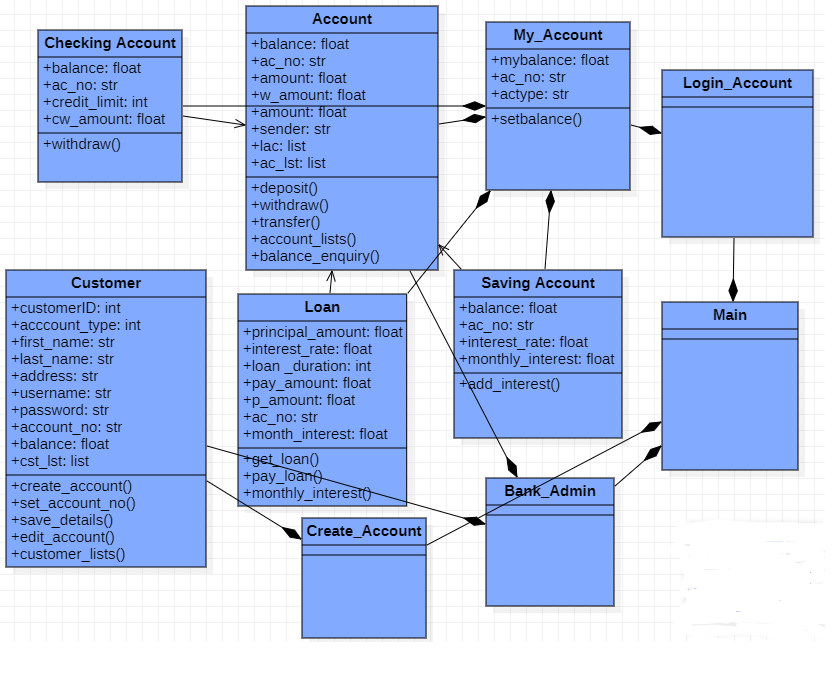 Checking Account
+balance: float
+ac_no: str
+credit_limit: int
+cw_amount: float
+withdraw()
Account
+balance: float
+ac_no: str
+amount: float
+w_amount: float
+amount: float
+sender: str
+lac: list
+ac_lst: list
+deposit()
+withdraw()
+transfer()
+account_lists()
+balance_enquiry()
My_Account
+mybalance: float
+ac_no: str
+actype: str
+setbalance()
Login_Account
Customer
+customerID: int
+acccount_type: int
+first_name: str
+last_name: str
+address: str
+username: str
+password: str
+account_no: str
+balance: float
+cst_lst: list
+create_account()
+set_account_no()
+save_details()
+edit_account()
+customer_lists()
Loan
+principal_amount: float
+interest_rate: float
+loan _duration: int
+pay_amount: float
+p_amount: float
+ac_no: str
+month_interest: float
+get_loan()
+pay_loan()
+monthly_interest()
Saving Account
+balance: float
+ac_no: str
+interest_rate: float
+monthly_interest: float
+add_interest()
Main
Create_Account
Bank_Admin